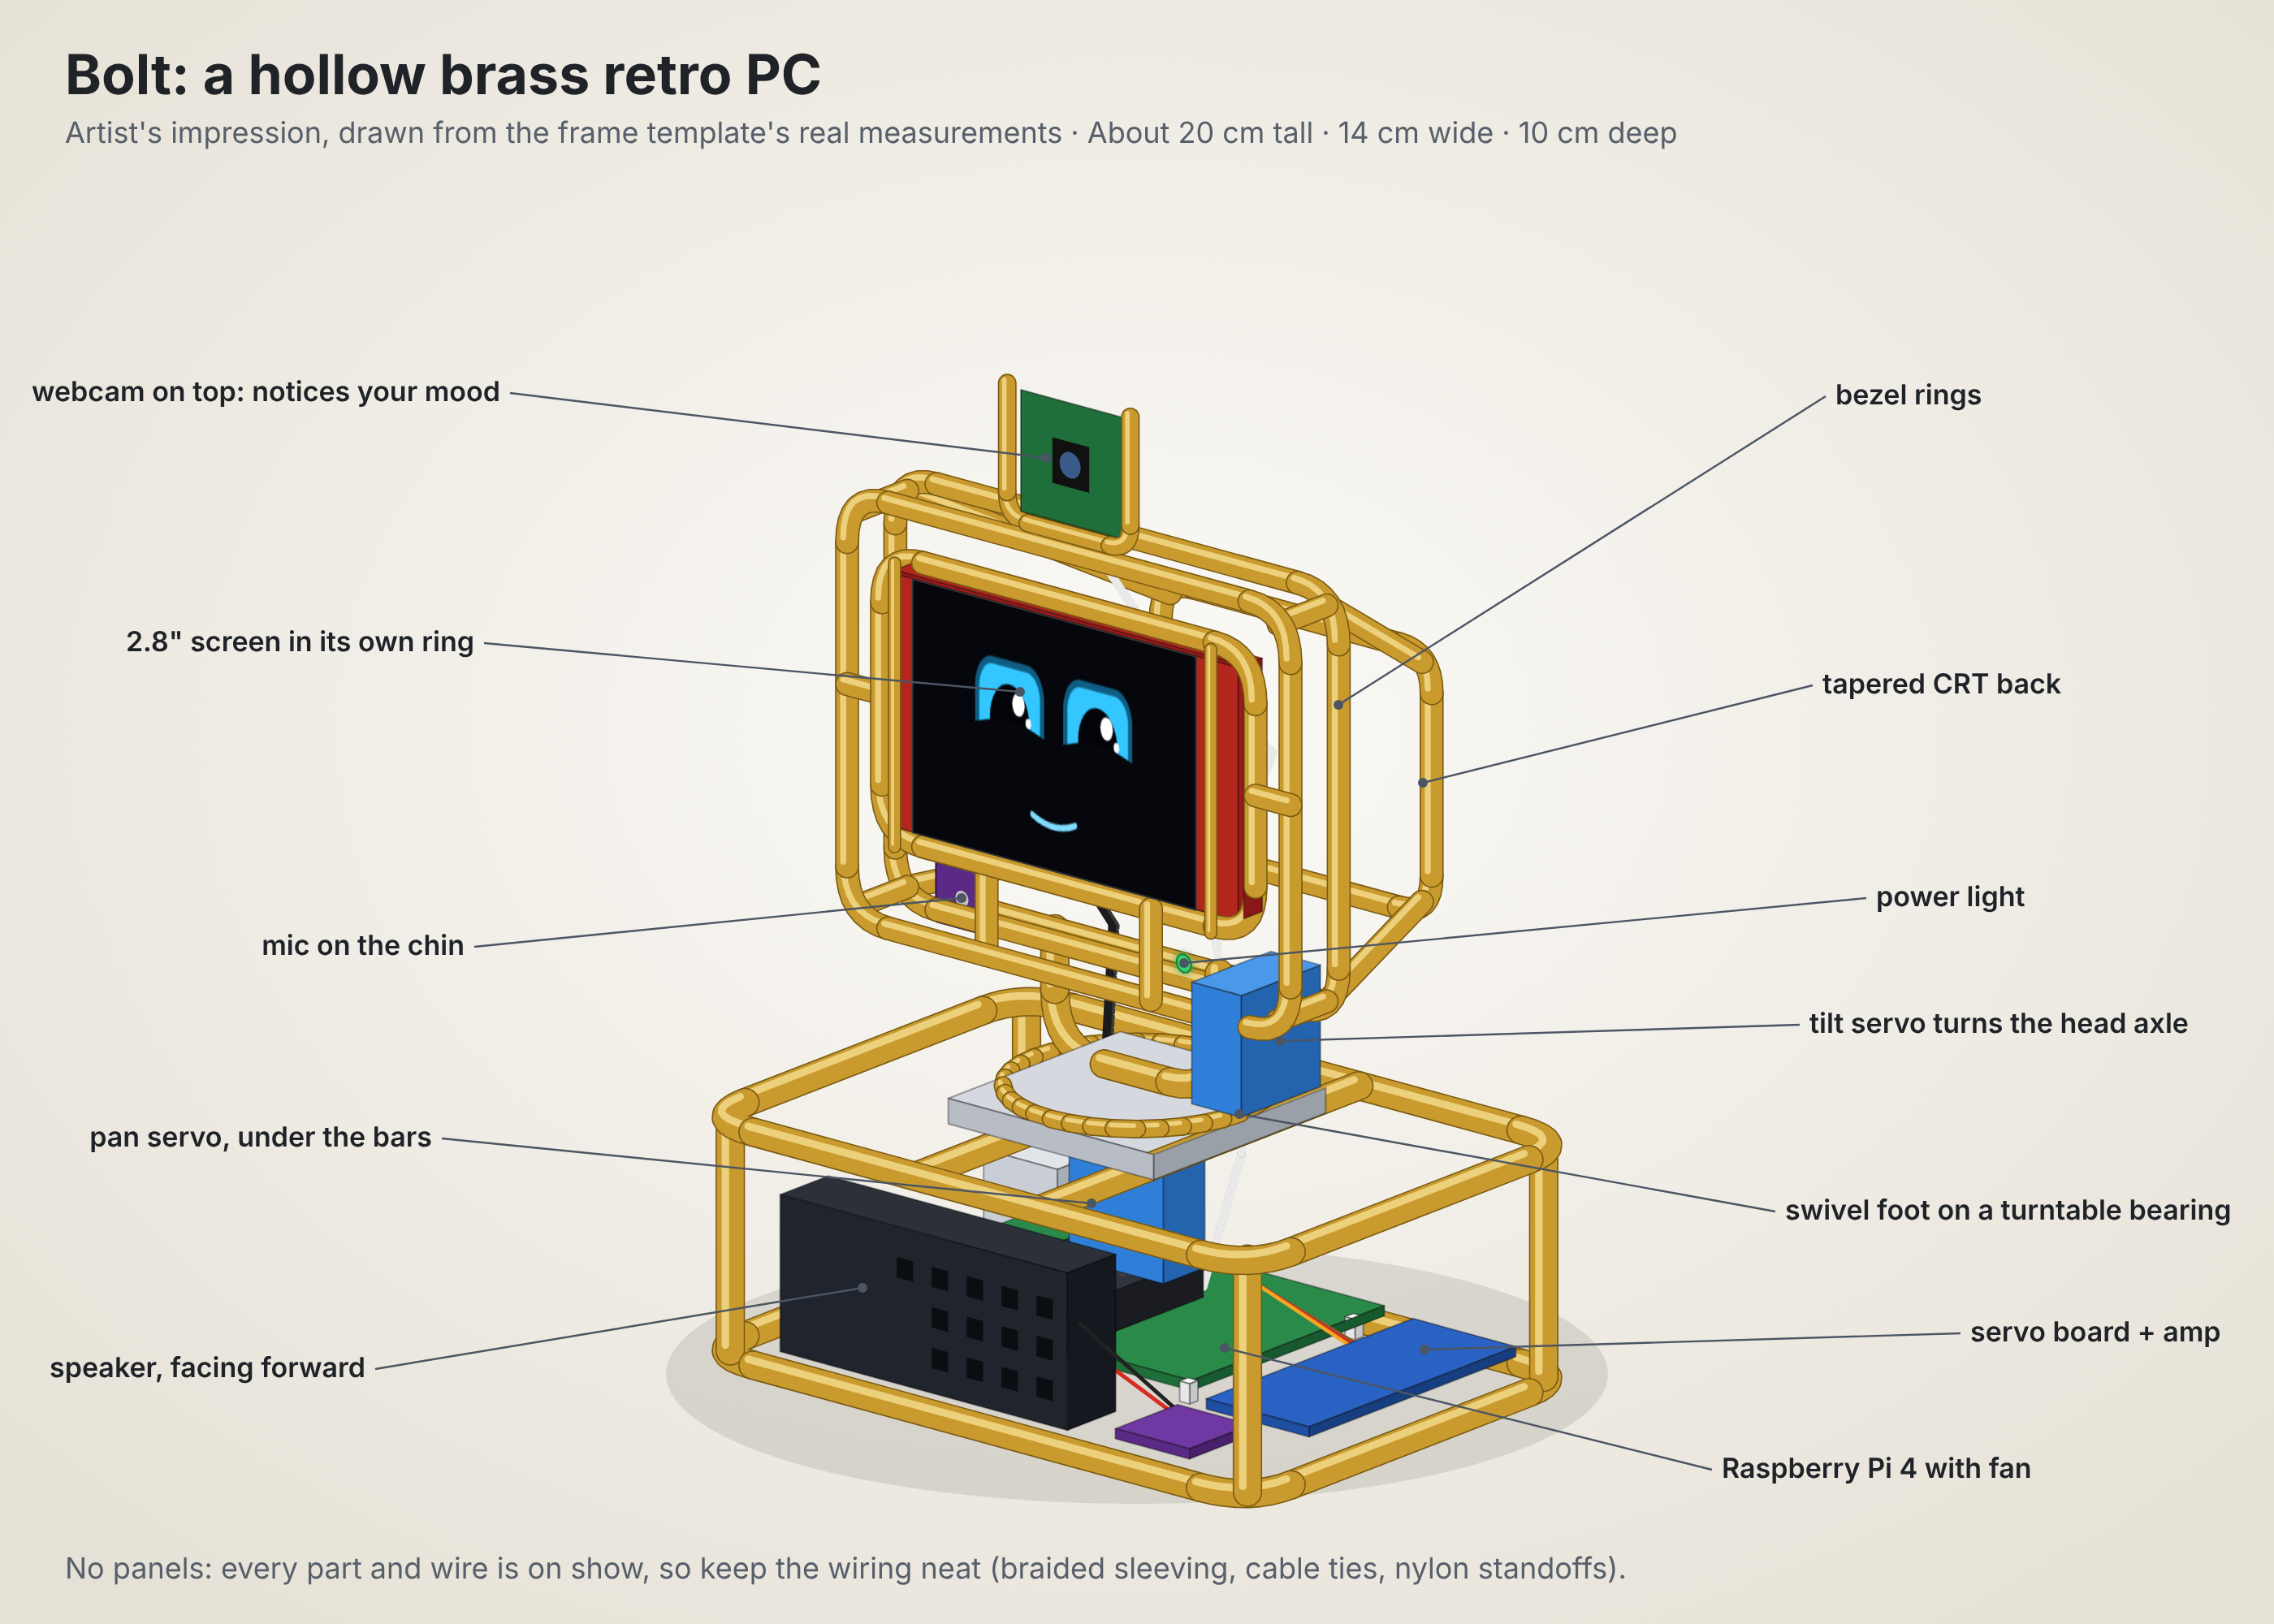 Bolt: a hollow brass retro PC
Artist's impression, drawn from the frame template's real measurements · About 20 cm tall · 14 cm wide · 10 cm deep
webcam on top: notices your mood
bezel rings
2.8" screen in its own ring
tapered CRT back
power light
mic on the chin
tilt servo turns the head axle
pan servo, under the bars
swivel foot on a turntable bearing
servo board + amp
speaker, facing forward
Raspberry Pi 4 with fan
No panels: every part and wire is on show, so keep the wiring neat (braided sleeving, cable ties, nylon standoffs).